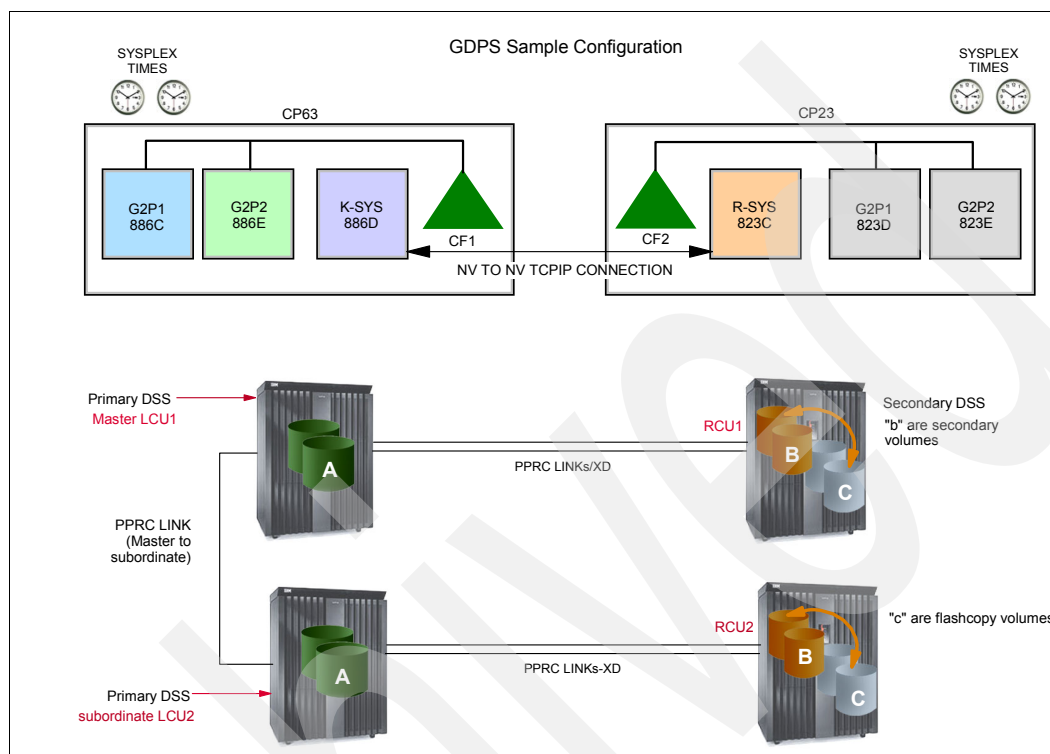 GDPS Sample Configuration
SYSPLEX
TIMES
SYSPLEX
TIMES
CP63
CP23
G2P1
886C
G2P2
886E
K-SYS
886D
CF1
CF2
R-SYS
823C
G2P1
823D
G2P2
823E
NV TO NV TCPIP CONNECTION
Primary DSS
Master LCU1
A
PPRC LINKs/XD
RCU1
B
C
Secondary DSS
"b" are secondary
volumes
PPRC LINK
(Master to
subordinate)
A
PPRC LINKs-XD
RCU2
B
C
"c" are flashcopy volumes
Primary DSS
subordinate LCU2